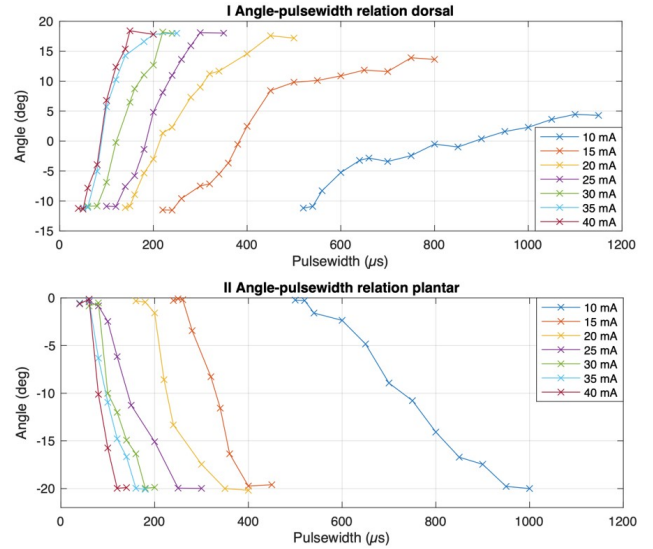 I Angle-pulsewidth relation dorsal
20
15
10
5
0
-5
-10
-15
Angle (deg)
0 200 400 600 800 1000 1200
Pulsewidth (µs)
10 mA
15 mA
20 mA
25 mA
30 mA
35 mA
40 mA
II Angle-pulsewidth relation plantar
0
-5
-10
-15
-20
Angle (deg)
0 200 400 600 800 1000 1200
Pulsewidth (µs)
10 mA
15 mA
20 mA
25 mA
30 mA
35 mA
40 mA